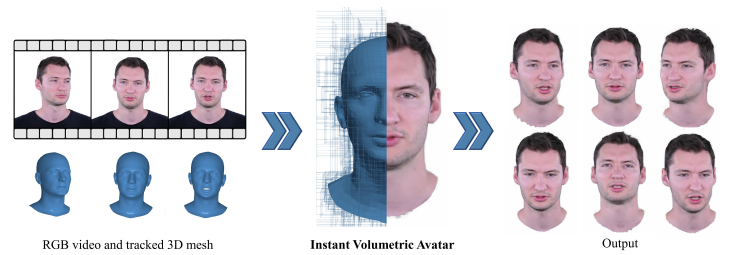 RGB video and tracked 3D mesh
Instant Volumetric Avatar
Output